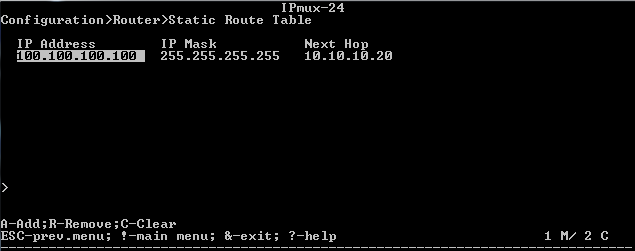 IPmux-24
Configuration>Router>Static Route Table
IP Address IP Mask Next Hop
100.100.100.100 255.255.255.255 10.10.10.20
>
A-Add;R-Remove;C-Clear
ESC-prev.menu; !-main menu; &-exit; ?-help 1 M/ 2 C